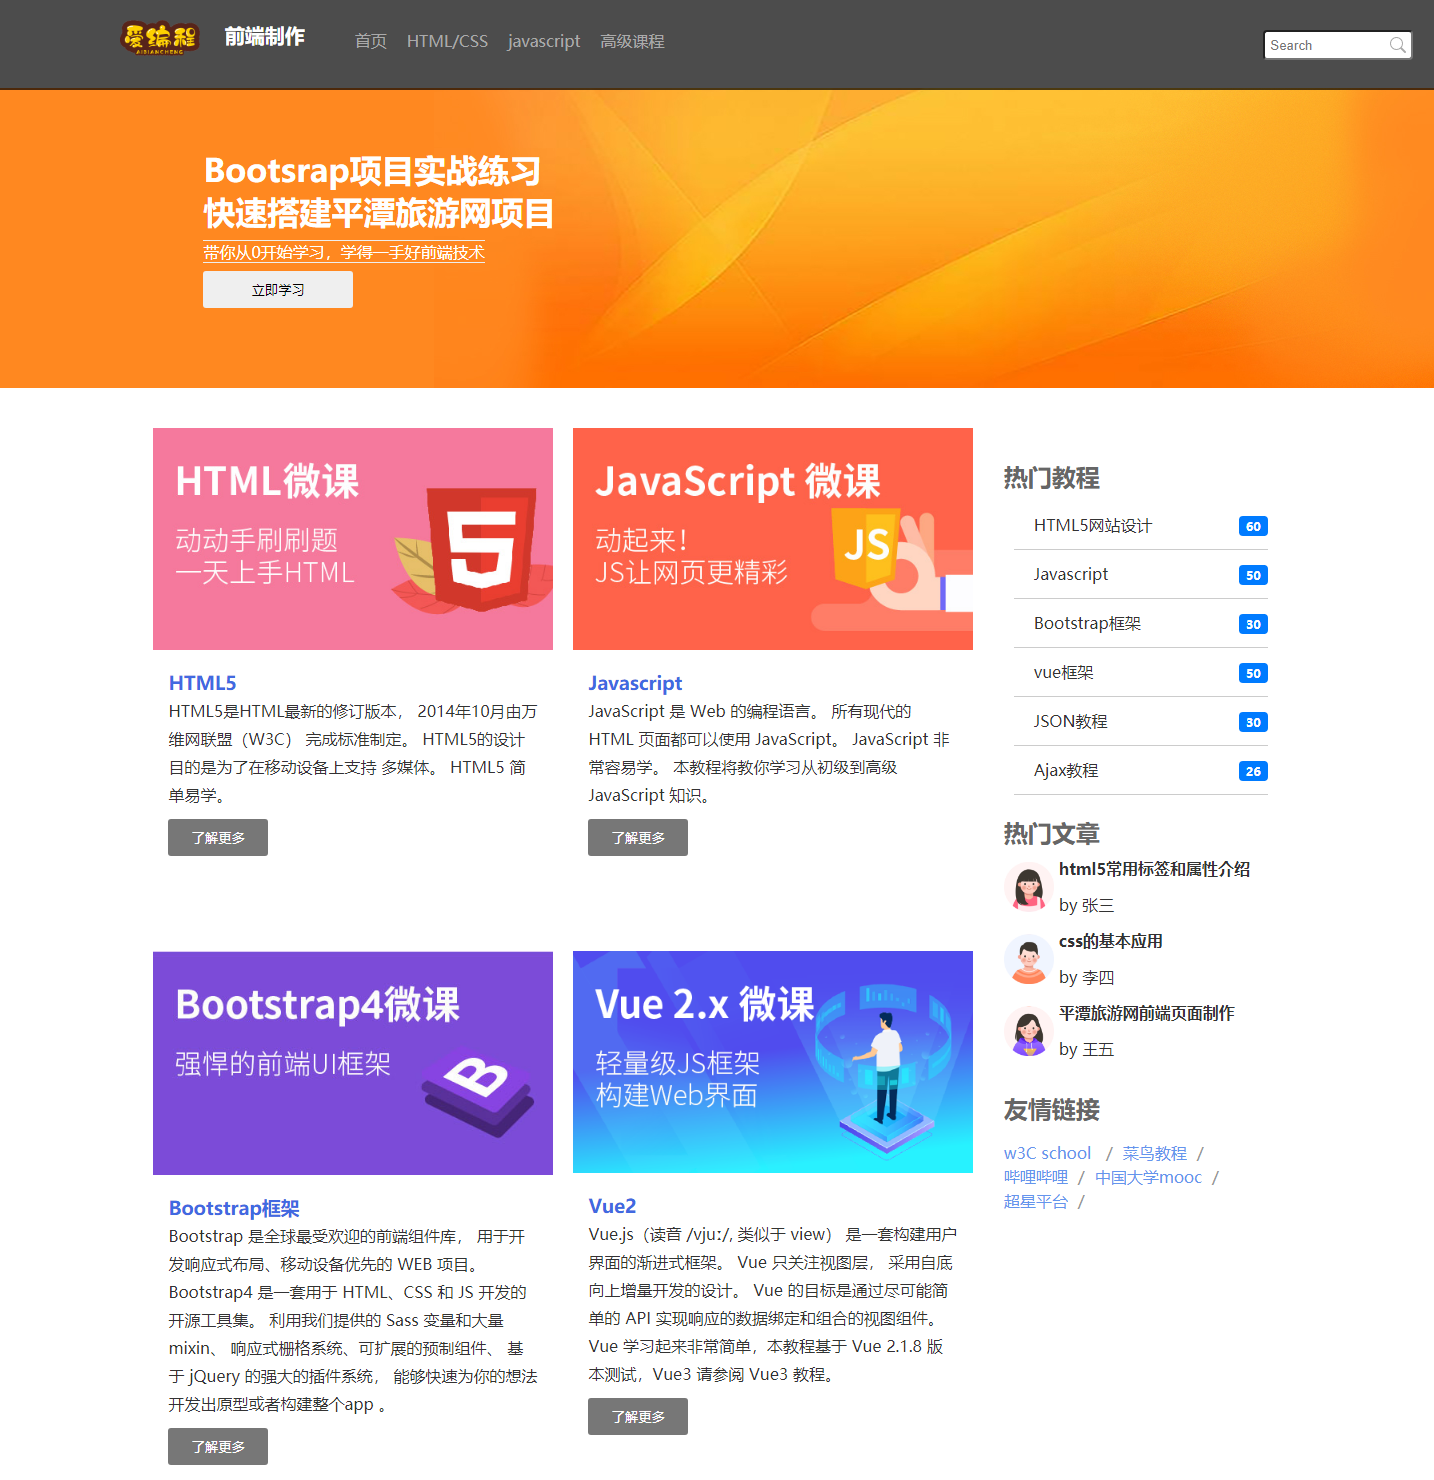 爱编程
AIBIANCHENG
前端制作
首页 HTML/CSS javascript 高级课程
Search
Bootsrap项目实战练习
快速搭建平潭旅游网项目
带你从0开始学习，学得一手好前端技术
立即学习
HTML微课
动动手刷刷题
一天上手HTML
5
HTML5
HTML5是HTML最新的修订版本， 2014年10月由万
维网联盟（W3C） 完成标准制定。 HTML5的设计
目的是为了在移动设备上支持 多媒体。 HTML5 简
单易学。
了解更多
JavaScript 微课
动起来！
JS让网页更精彩
JS
Javascript
JavaScript 是 Web 的编程语言。 所有现代的
HTML 页面都可以使用 JavaScript。 JavaScript 非
常容易学。 本教程将教你学习从初级到高级
JavaScript 知识。
了解更多
Bootstrap4微课
强悍的前端UI框架
B
Bootstrap框架
Bootstrap 是全球最受欢迎的前端组件库， 用于开
发响应式布局、移动设备优先的 WEB 项目。
Bootstrap4 是一套用于 HTML、CSS 和 JS 开发的
开源工具集。 利用我们提供的 Sass 变量和大量
mixin、 响应式栅格系统、可扩展的预制组件、 基
于 jQuery 的强大的插件系统， 能够快速为你的想法
开发出原型或者构建整个app 。
了解更多
Vue 2.x 微课
轻量级JS框架
构建Web界面
Vue2
Vue.js（读音 /vjuː/, 类似于 view） 是一套构建用户
界面的渐进式框架。 Vue 只关注视图层， 采用自底
向上增量开发的设计。 Vue 的目标是通过尽可能简
单的 API 实现响应的数据绑定和组合的视图组件。
Vue 学习起来非常简单，本教程基于 Vue 2.1.8 版
本测试，Vue3 请参阅 Vue3 教程。
了解更多
热门教程
HTML5网站设计 60
Javascript 50
Bootstrap框架 30
vue框架 50
JSON教程 30
Ajax教程 26
热门文章
html5常用标签和属性介绍
by 张三
css的基本应用
by 李四
平潭旅游网前端页面制作
by 王五
友情链接
w3C school / 菜鸟教程 /
哔哩哔哩 / 中国大学mooc /
超星平台 /